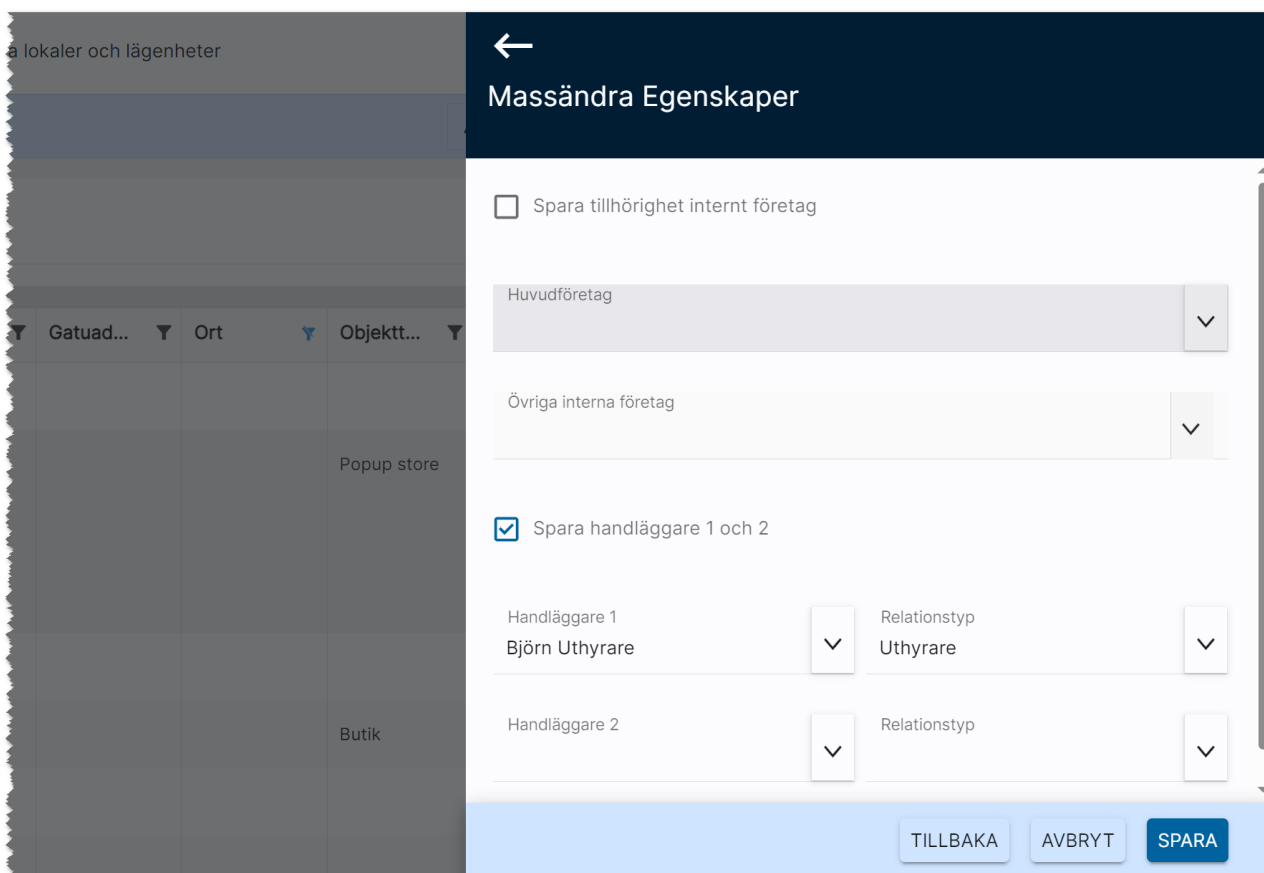 a lokaler och lägenheter
Massändra Egenskaper
Spara tillhörighet internt företag
Huvudföretag
Gatuad... Ort Objektt...
Övriga interna företag
Popup store
Spara handläggare 1 och 2
Handläggare 1 Relationstyp
Björn Uthyrare Uthyrare
Handläggare 2 Relationstyp
Butik
TILLBAKA AVBRYT SPARA